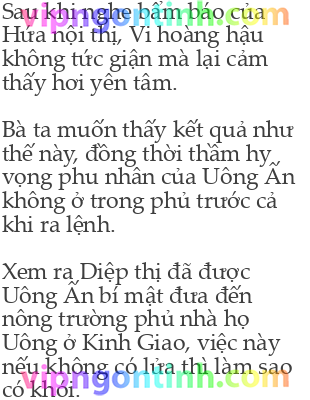 Sau khi nghe bẩm báo của
vipngontinh.com
Hứa nội thị, Vi hoàng hậu
không tức giận mà lại cảm
thấy hơi yên tâm.
Bà ta muốn thấy kết quả như
thế này, đồng thời thầm hy
vọng phu nhân của Uông Ấn
không ở trong phủ trước cả
khi ra lệnh.
Xem ra Diệp thị đã được
Uông Ấn bí mật đưa đến
nông trường phủ nhà họ
Uông ở Kinh Giao, việc này
nếu không có lửa thì làm sao
vipngontinh.com
có khói.